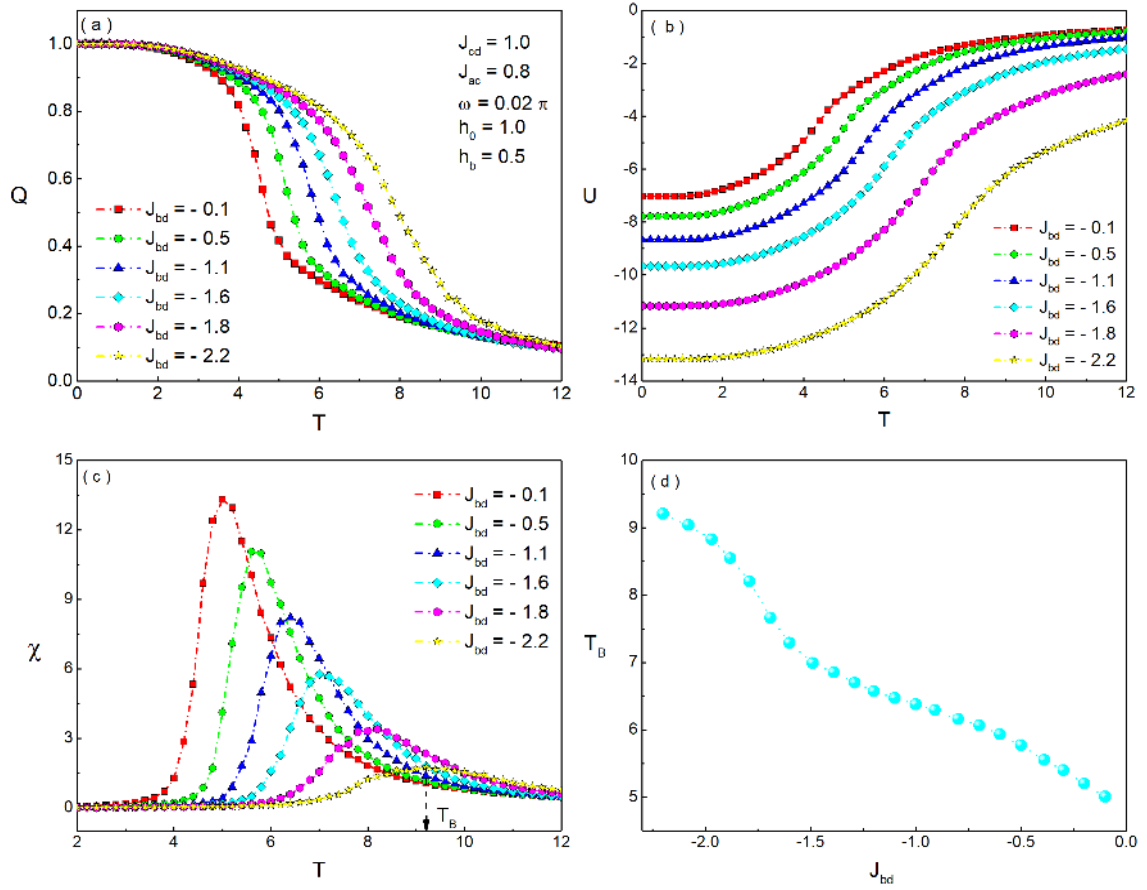 ( a )
1.0
0.8
0.6
0.4
0.2
0.0
Q
0 2 4 6 8 10 12
T
J_cd = 1.0
J_ac = 0.8
ω = 0.02 π
h_0 = 1.0
h_b = 0.5
J_bd = - 0.1
J_bd = - 0.5
J_bd = - 1.1
J_bd = - 1.6
J_bd = - 1.8
J_bd = - 2.2
( b )
0
-2
-4
-6
-8
-10
-12
-14
U
0 2 4 6 8 10 12
T
J_bd = - 0.1
J_bd = - 0.5
J_bd = - 1.1
J_bd = - 1.6
J_bd = - 1.8
J_bd = - 2.2
( c )
15
12
9
6
3
0
χ
2 4 6 8 10 12
T
T_B
J_bd = - 0.1
J_bd = - 0.5
J_bd = - 1.1
J_bd = - 1.6
J_bd = - 1.8
J_bd = - 2.2
( d )
10
9
8
7
6
5
T_B
-2.0 -1.5 -1.0 -0.5 0.0
J_bd